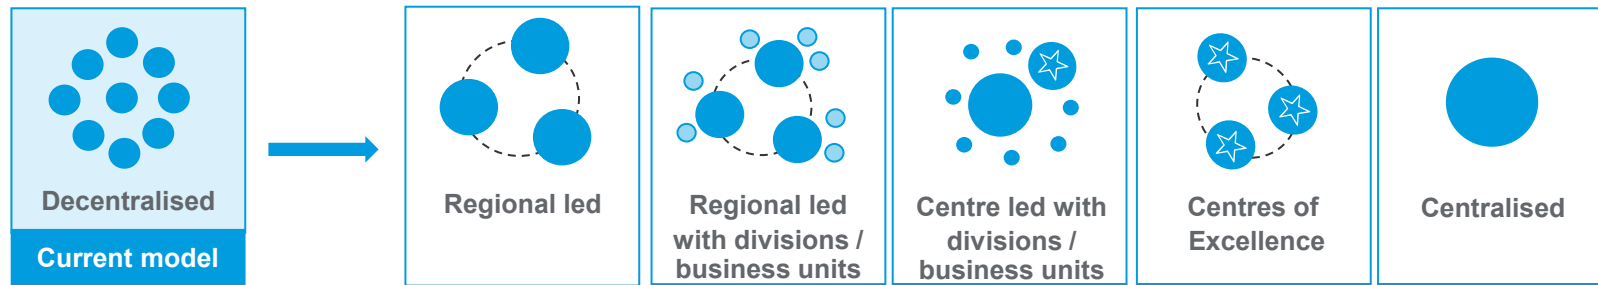 Decentralised
Current model
Regional led
Regional led
with divisions /
business units
Centre led with
divisions /
business units
Centres of
Excellence
Centralised